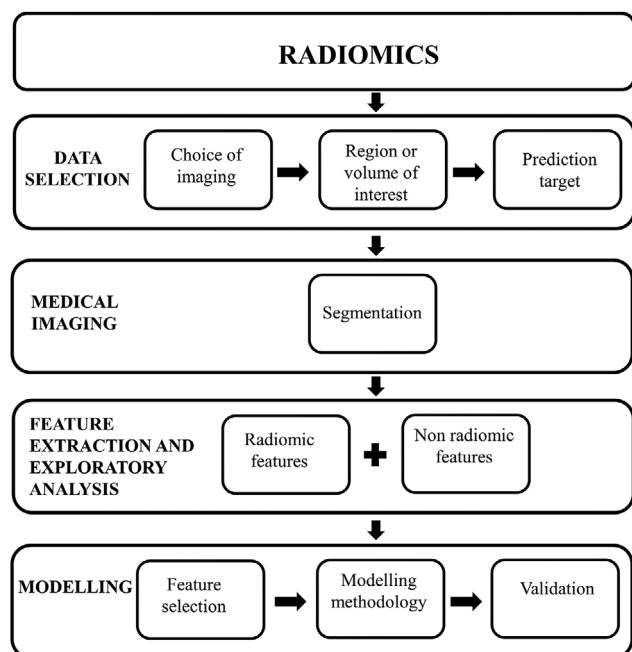 RADIOMICS
DATA
SELECTION
Choice of
imaging
Region or
volume of
interest
Prediction
target
MEDICAL
IMAGING
Segmentation
FEATURE
EXTRACTION AND
EXPLORATORY
ANALYSIS
Radiomic
features
Non radiomic
features
MODELLING
Feature
selection
Modelling
methodology
Validation